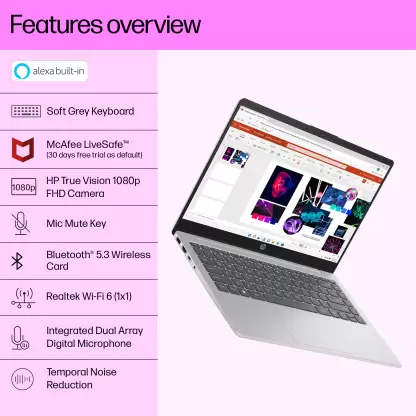 Features overview
alexa built-in
Soft Grey Keyboard
McAfee LiveSafe™
(30 days free trial as default)
1080p
HP True Vision 1080p
FHD Camera
Mic Mute Key
Bluetooth® 5.3 Wireless
Card
Realtek Wi-Fi 6 (1x1)
Integrated Dual Array
Digital Microphone
Temporal Noise
Reduction
hp